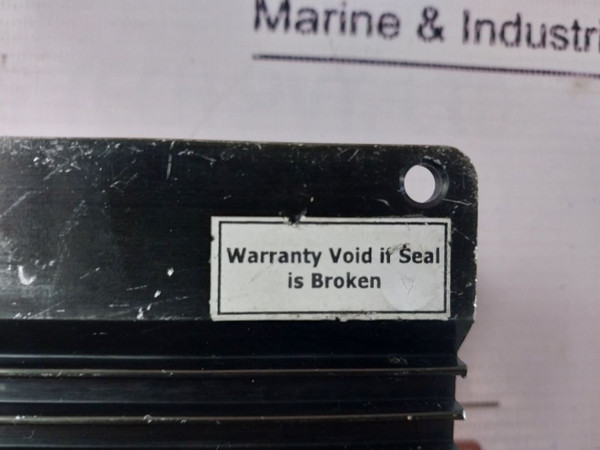 Marine & Industri
Warranty Void if Seal
is Broken